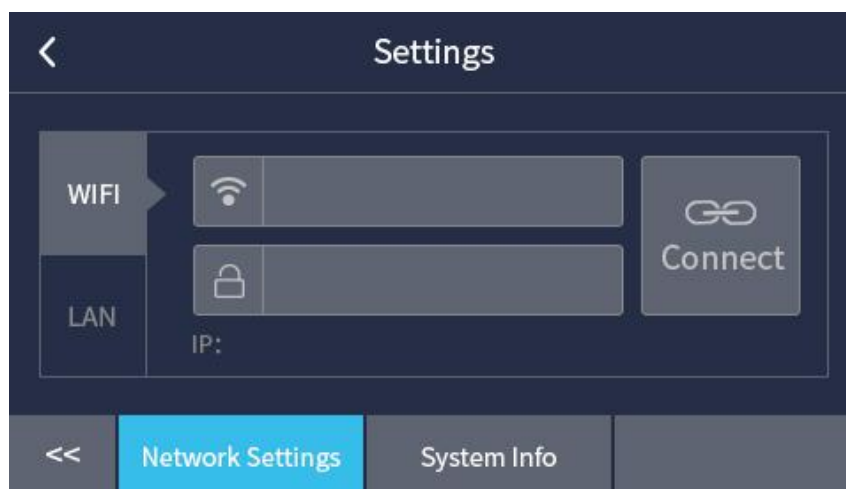 Settings
WIFI
Connect
LAN
IP:
<<
Network Settings
System Info